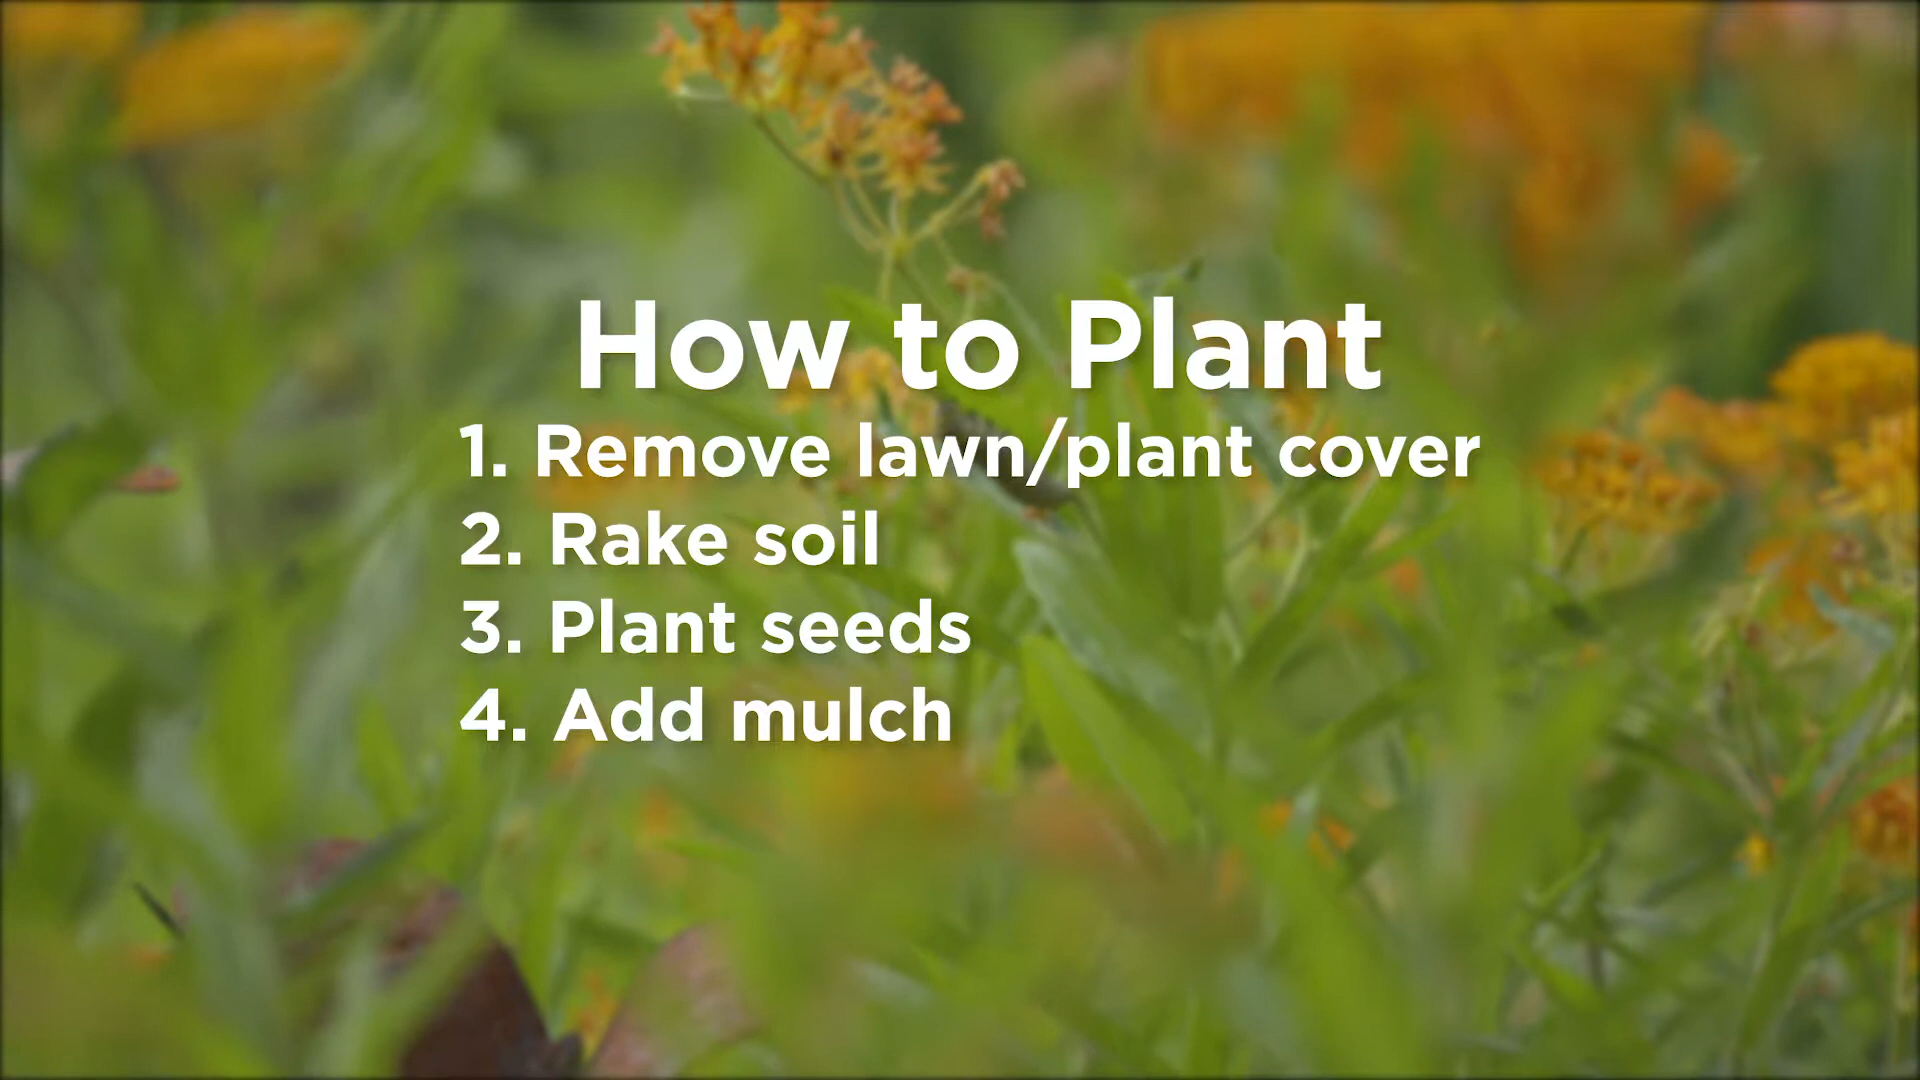 How to Plant
1. Remove lawn/plant cover
2. Rake soil
3. Plant seeds
4. Add mulch